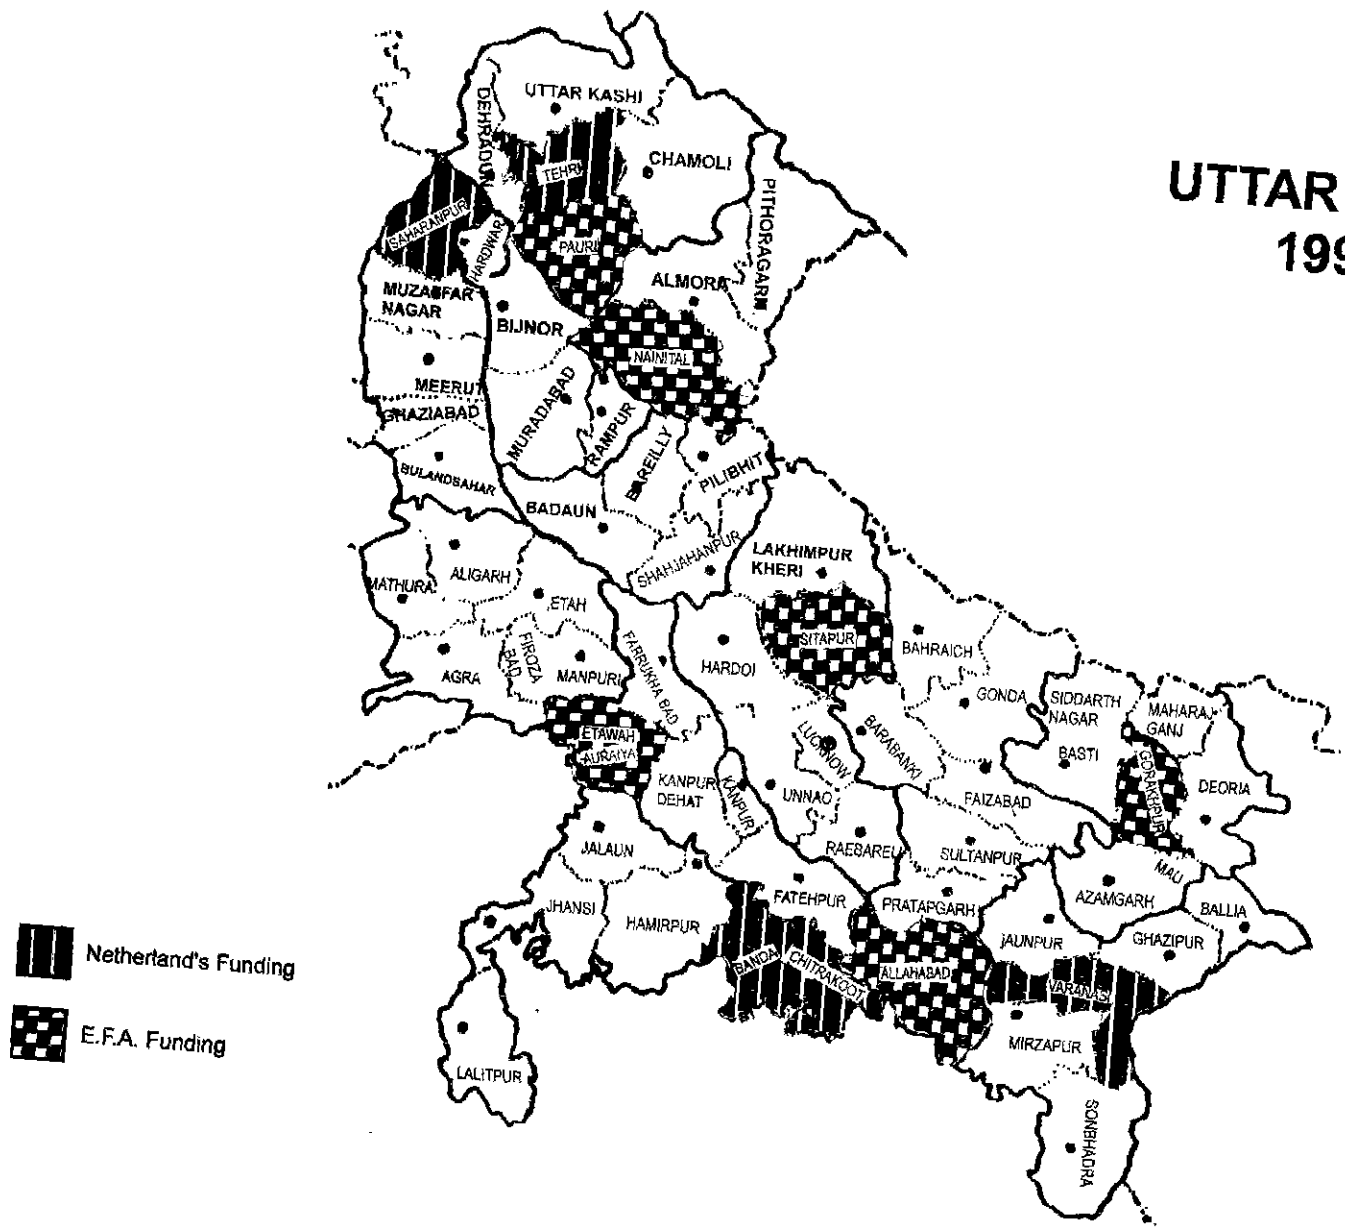 UTTAR
199
UTTAR KASHI
DEHRADUN
TEHRI
CHAMOLI
PITHORAGARH
SAHARANPUR
HARDWAR
PAURI
ALMORA
MUZAFFAR
NAGAR
BIJNOR
NAINITAL
MEERUT
GHAZIABAD
MURADABAD
RAMPUR
BAREILLY
PILIBHIT
BULANDSAHAR
BADAUN
SHAHJAHANPUR
LAKHIMPUR
KHERI
MATHURA
ALIGARH
ETAH
SITAPUR
BAHRAICH
AGRA
FIROZA
BAD
MANPURI
FARRUKHA BAD
HARDOI
GONDA
SIDDARTH
NAGAR
MAHARAJ
GANJ
ETAWAH
AURAIYA
LUCKNOW
BARABANKI
BASTI
GORAKHPUR
DEORIA
KANPUR
DEHAT
KANPUR
UNNAO
FAIZABAD
JALAUN
RAEBARELI
SULTANPUR
MAU
JHANSI
HAMIRPUR
FATEHPUR
PRATAPGARH
AZAMGARH
BALLIA
JAUNPUR
GHAZIPUR
BANDA
CHITRAKOOT
ALLAHABAD
VARANASI
MIRZAPUR
LALITPUR
SONBHADRA
Netherland's Funding
E.F.A. Funding